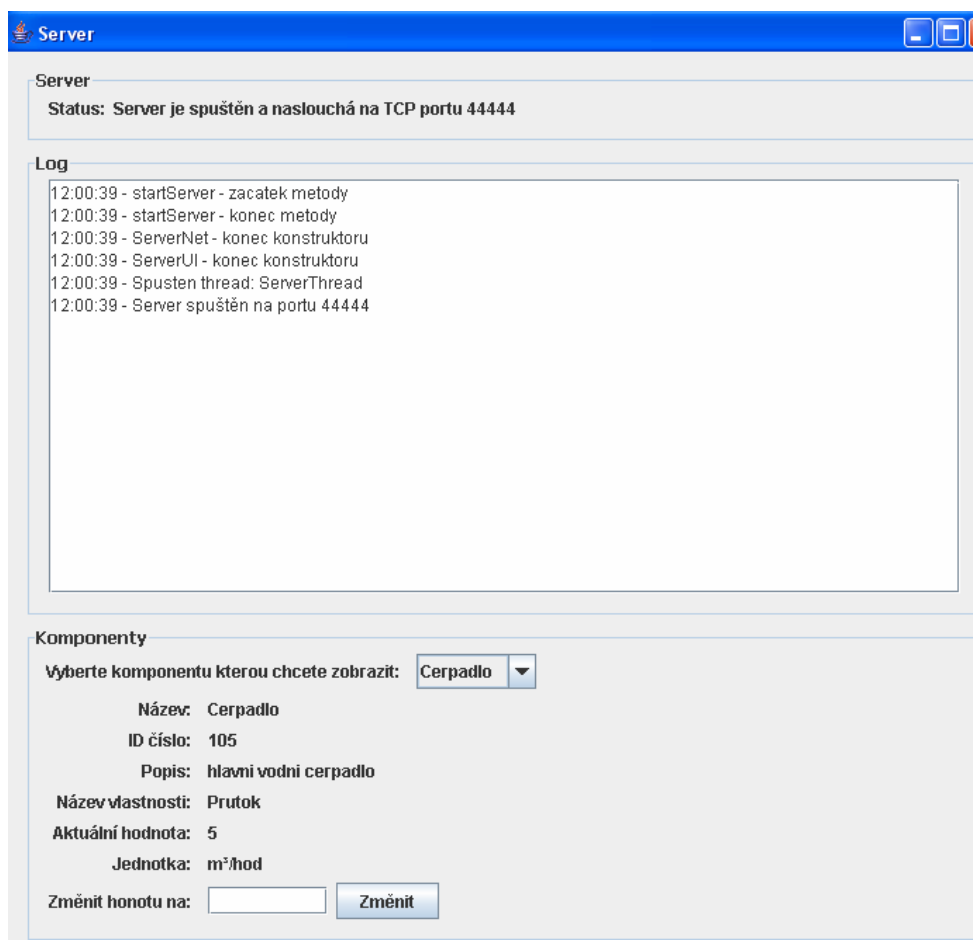 Server
Server
Status: Server je spuštěn a naslouchá na TCP portu 44444
Log
12:00:39 - startServer - zacatek metody
12:00:39 - startServer - konec metody
12:00:39 - ServerNet - konec konstruktoru
12:00:39 - ServerUI - konec konstruktoru
12:00:39 - Spusten thread: ServerThread
12:00:39 - Server spuštěn na portu 44444
Komponenty
Vyberte komponentu kterou chcete zobrazit: Cerpadlo
Název: Cerpadlo
ID číslo: 105
Popis: hlavni vodni cerpadlo
Název vlastnosti: Prutok
Aktuální hodnota: 5
Jednotka: m³/hod
Změnit honotu na: Změnit